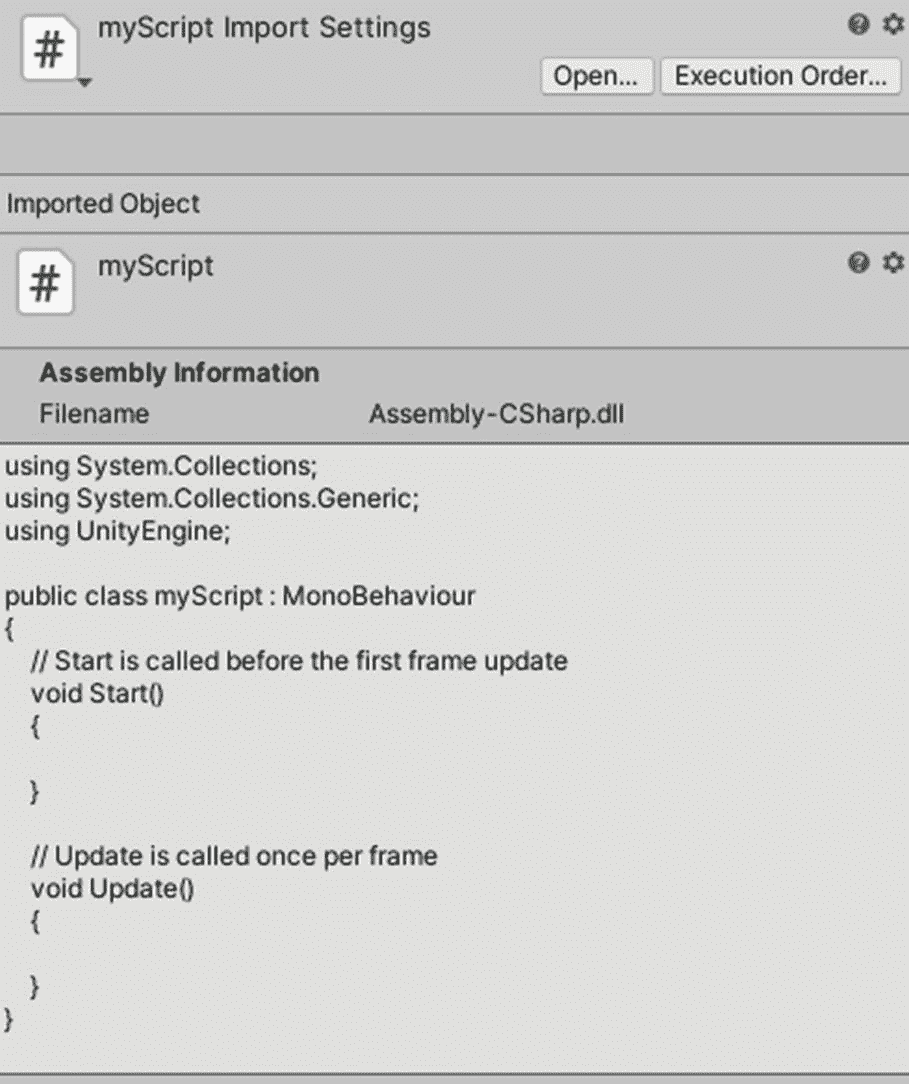 # myScript Import Settings
Open... Execution Order...
Imported Object
# myScript
Assembly Information
Filename Assembly-CSharp.dll
using System.Collections;
using System.Collections.Generic;
using UnityEngine;
public class myScript : MonoBehaviour
{
// Start is called before the first frame update
void Start()
{
}
// Update is called once per frame
void Update()
{
}
}